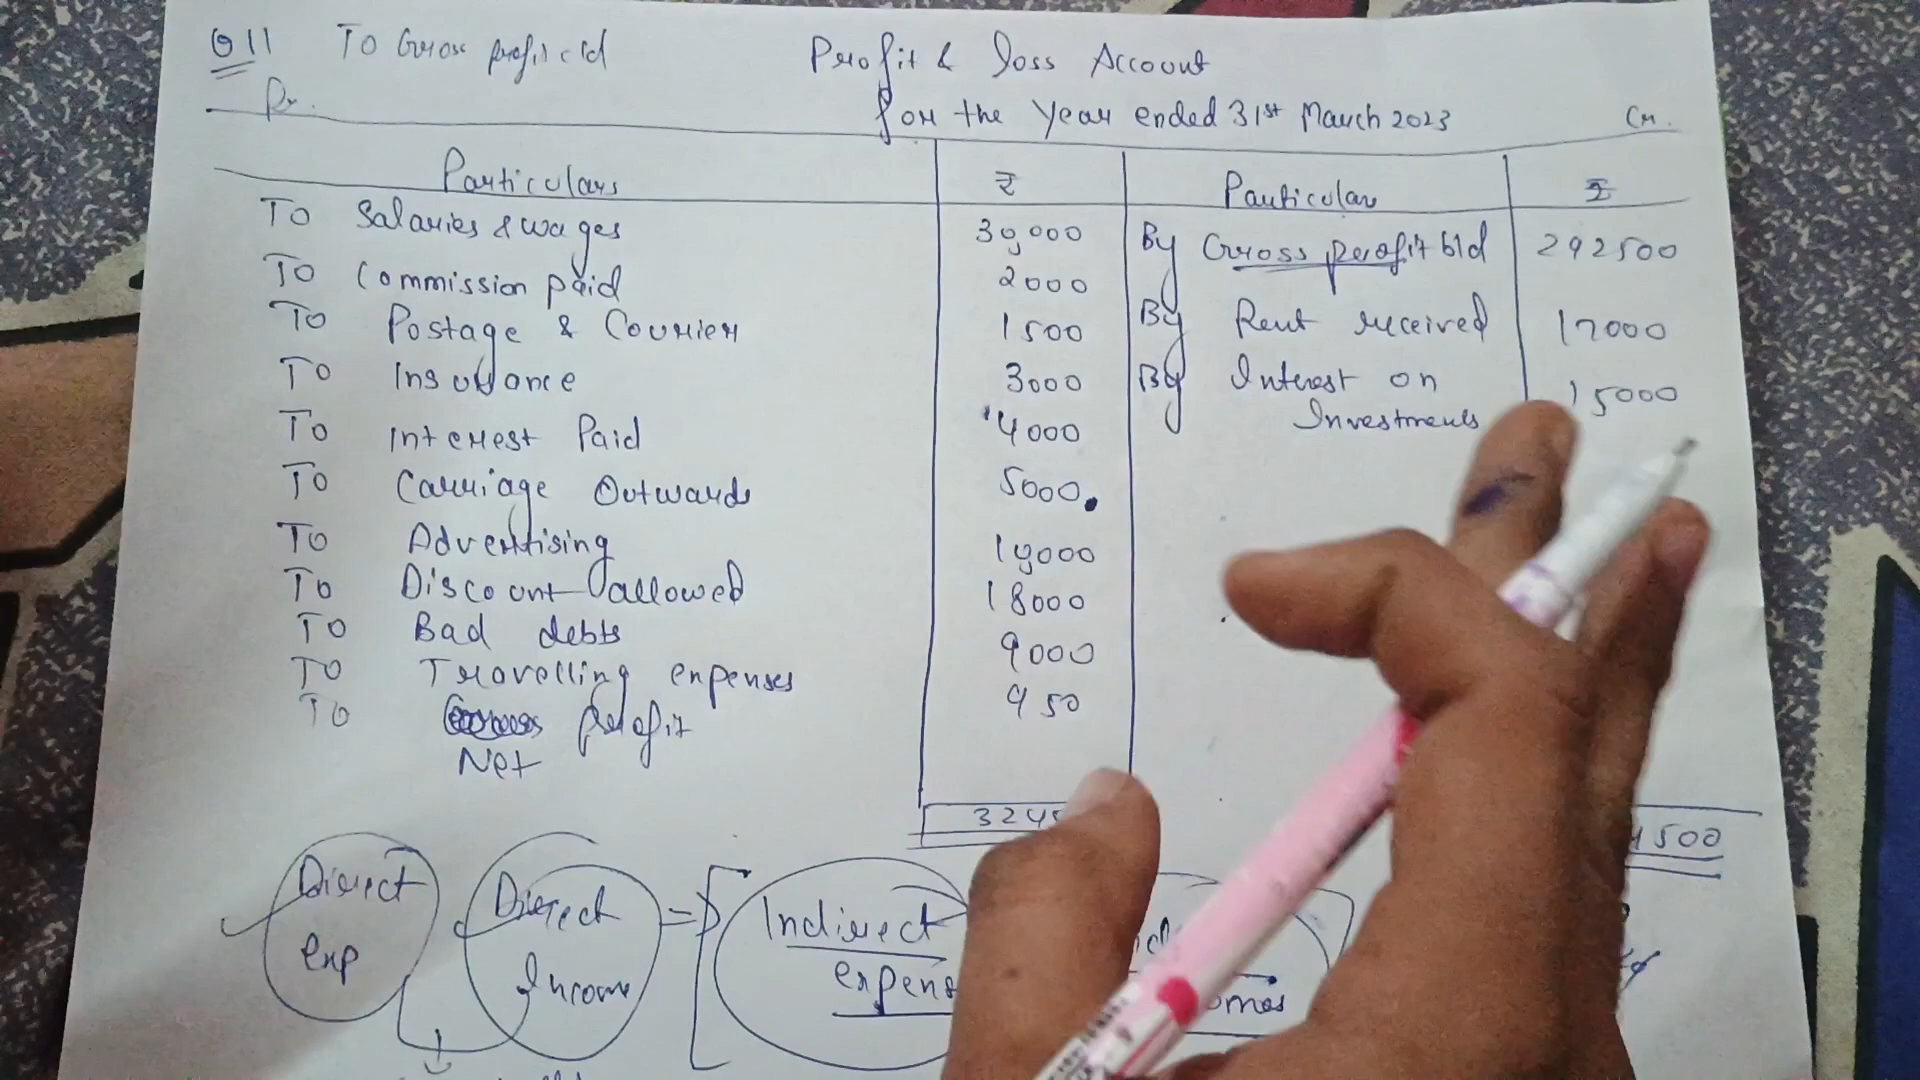 Q11 To Gross profit c/d Profit & loss Account
Dr. for the Year ended 31st March 2023 Cr.
Particulars ₹ Particular ₹
To Salaries & wages 30,000 By Gross profit b/d 292500
To Commission paid 2000
To Postage & Courier 1500 By Rent received 17000
To Insurance 3000 By Interest on
Investments 15000
To Interest Paid 4000
To Carriage Outwards 5000
To Advertising
To Discount allowed 18000
To Bad debts 9000
To Travelling expenses 950
To profit
Net
Direct
exp
Direct
Income
=
Indirect